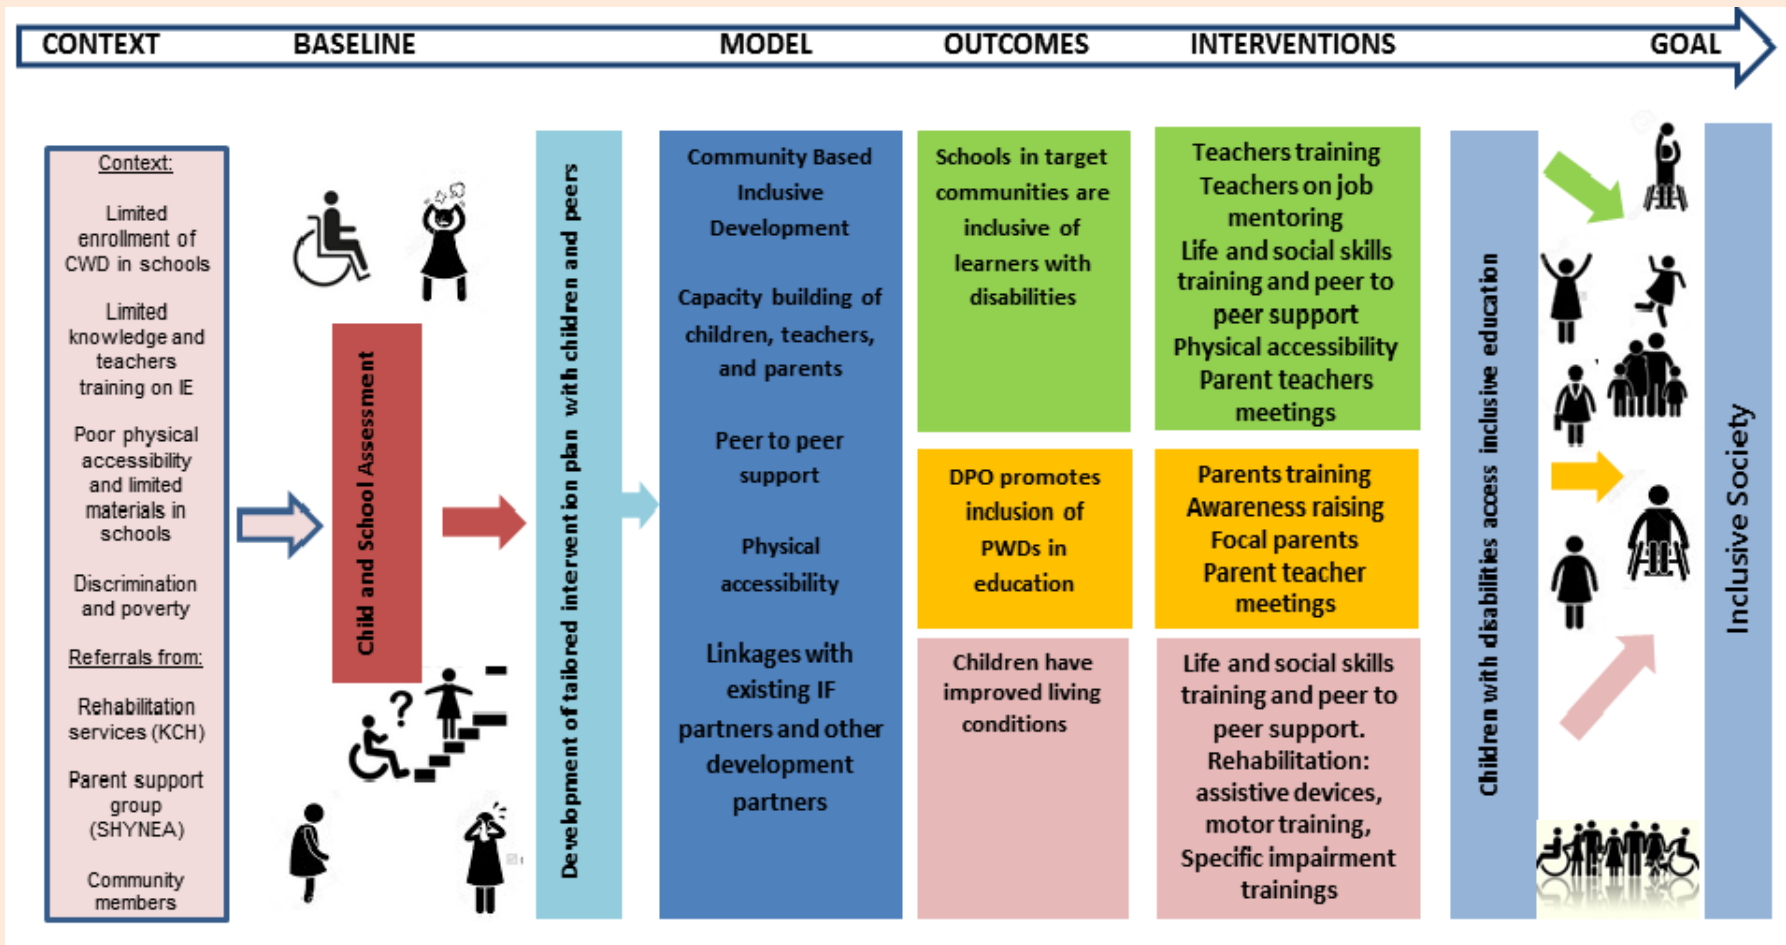 CONTEXT
BASELINE
MODEL
OUTCOMES
INTERVENTIONS
GOAL
Context:
Limited
enrollment of
CWD in schools
Limited
knowledge and
teachers
training on IE
Poor physical
accessibility
and limited
materials in
schools
Discrimination
and poverty
Referrals from:
Rehabilitation
services (KCH)
Parent support
group
(SHYNEA)
Community
members
Child and School Assessment
?
Development of tailored intervention plan with children and peers
Community Based
Inclusive
Development
Capacity building of
children, teachers,
and parents
Peer to peer
support
Physical
accessibility
Linkages with
existing IF
partners and other
development
partners
Schools in target
communities are
inclusive of
learners with
disabilities
DPO promotes
inclusion of
PWDs in
education
Children have
improved living
conditions
Teachers training
Teachers on job
mentoring
Life and social skills
training and peer to
peer support
Physical accessibility
Parent teachers
meetings
Parents training
Awareness raising
Focal parents
Parent teacher
meetings
Life and social skills
training and peer to
peer support.
Rehabilitation:
assistive devices,
motor training,
Specific impairment
trainings
Children with disabilities access inclusive education
Inclusive Society